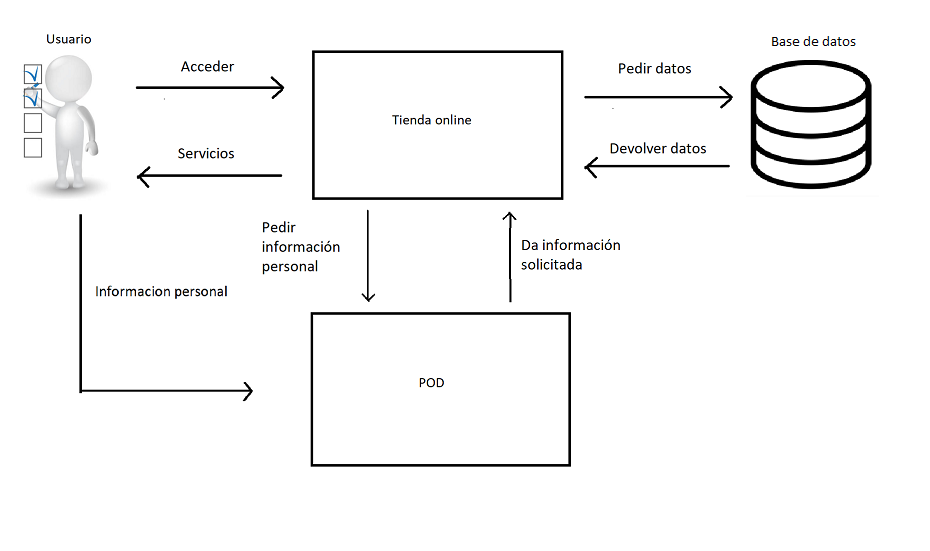 Usuario
Acceder
Pedir datos
Base de datos
Tienda online
Servicios
Devolver datos
Pedir
información
personal
Da información
solicitada
Informacion personal
POD